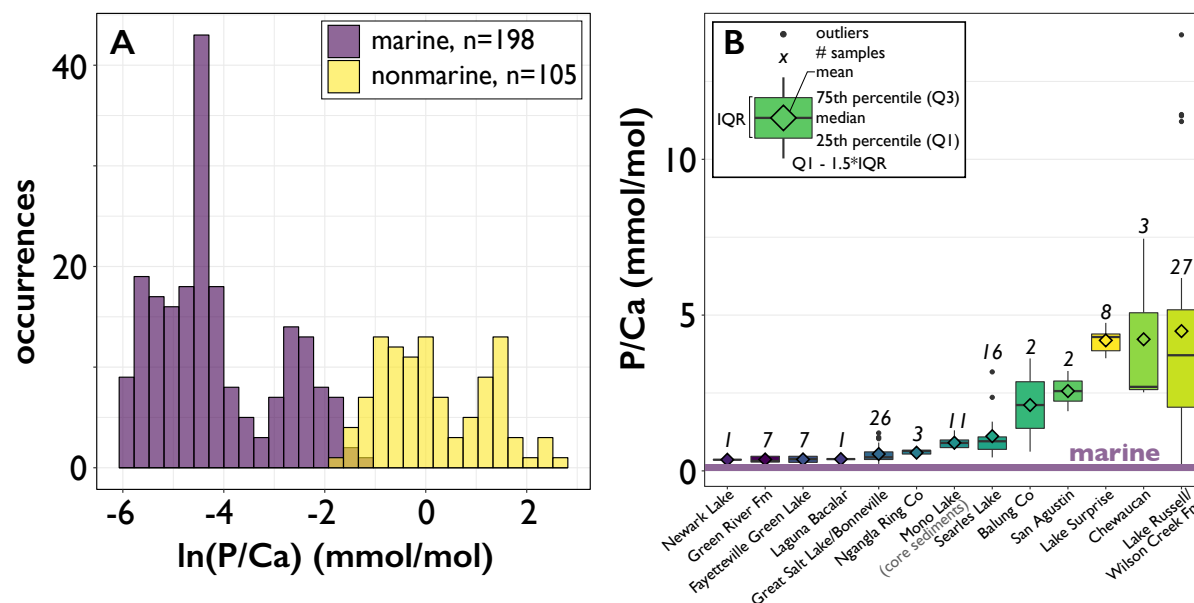 A
marine, n=198
nonmarine, n=105
occurrences
40
20
0
-6
-4
-2
0
2
ln(P/Ca) (mmol/mol)
B
outliers
x
# samples
mean
75th percentile (Q3)
IQR
median
25th percentile (Q1)
Q1 - 1.5*IQR
P/Ca (mmol/mol)
10
5
0
1
7
7
1
26
3
11
16
2
2
8
3
27
marine
Newark Lake
Green River Fm
Fayetteville Green Lake
Laguna Bacalar
Great Salt Lake/Bonneville
Ngangla Ring Co
Mono Lake
(core sediments)
Searles Lake
Balung Co
San Agustin
Lake Surprise
Chewaucan
Lake Russell/
Wilson Creek Fm